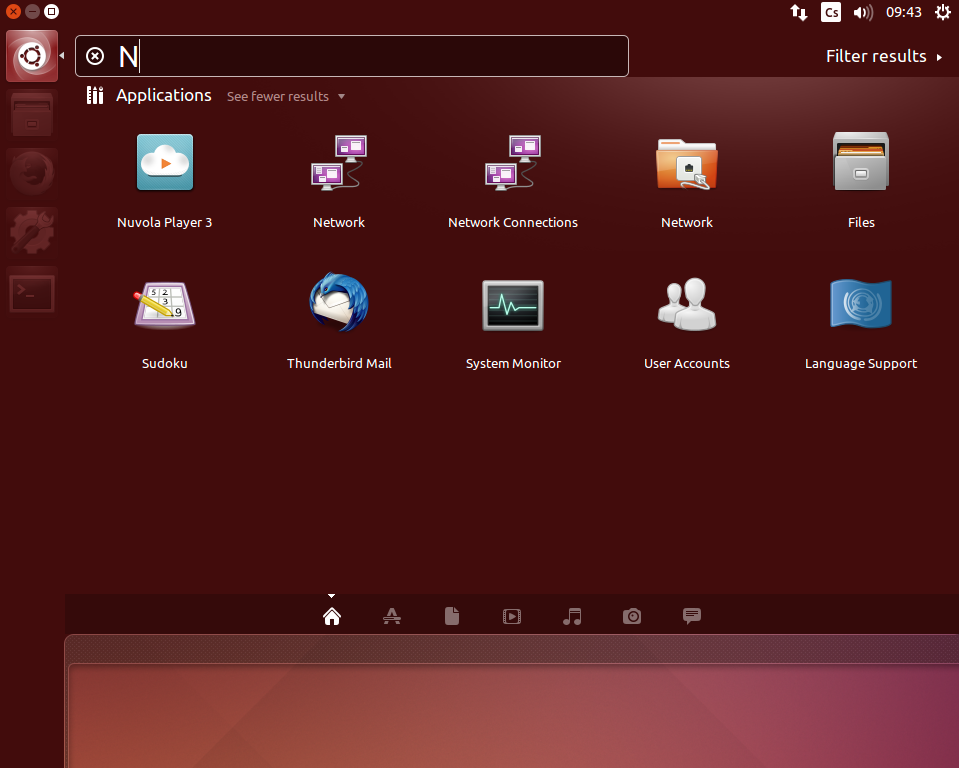 Cs 09:43
N
Filter results
Applications See fewer results
Nuvola Player 3 Network Network Connections Network Files
Sudoku Thunderbird Mail System Monitor User Accounts Language Support